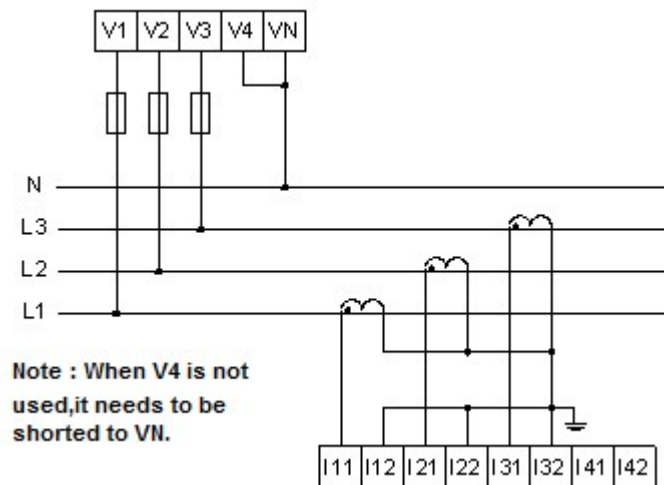 V1 V2 V3 V4 VN
N
L3
L2
L1
Note : When V4 is not
used,it needs to be
shorted to VN.
I11 I12 I21 I22 I31 I32 I41 I42